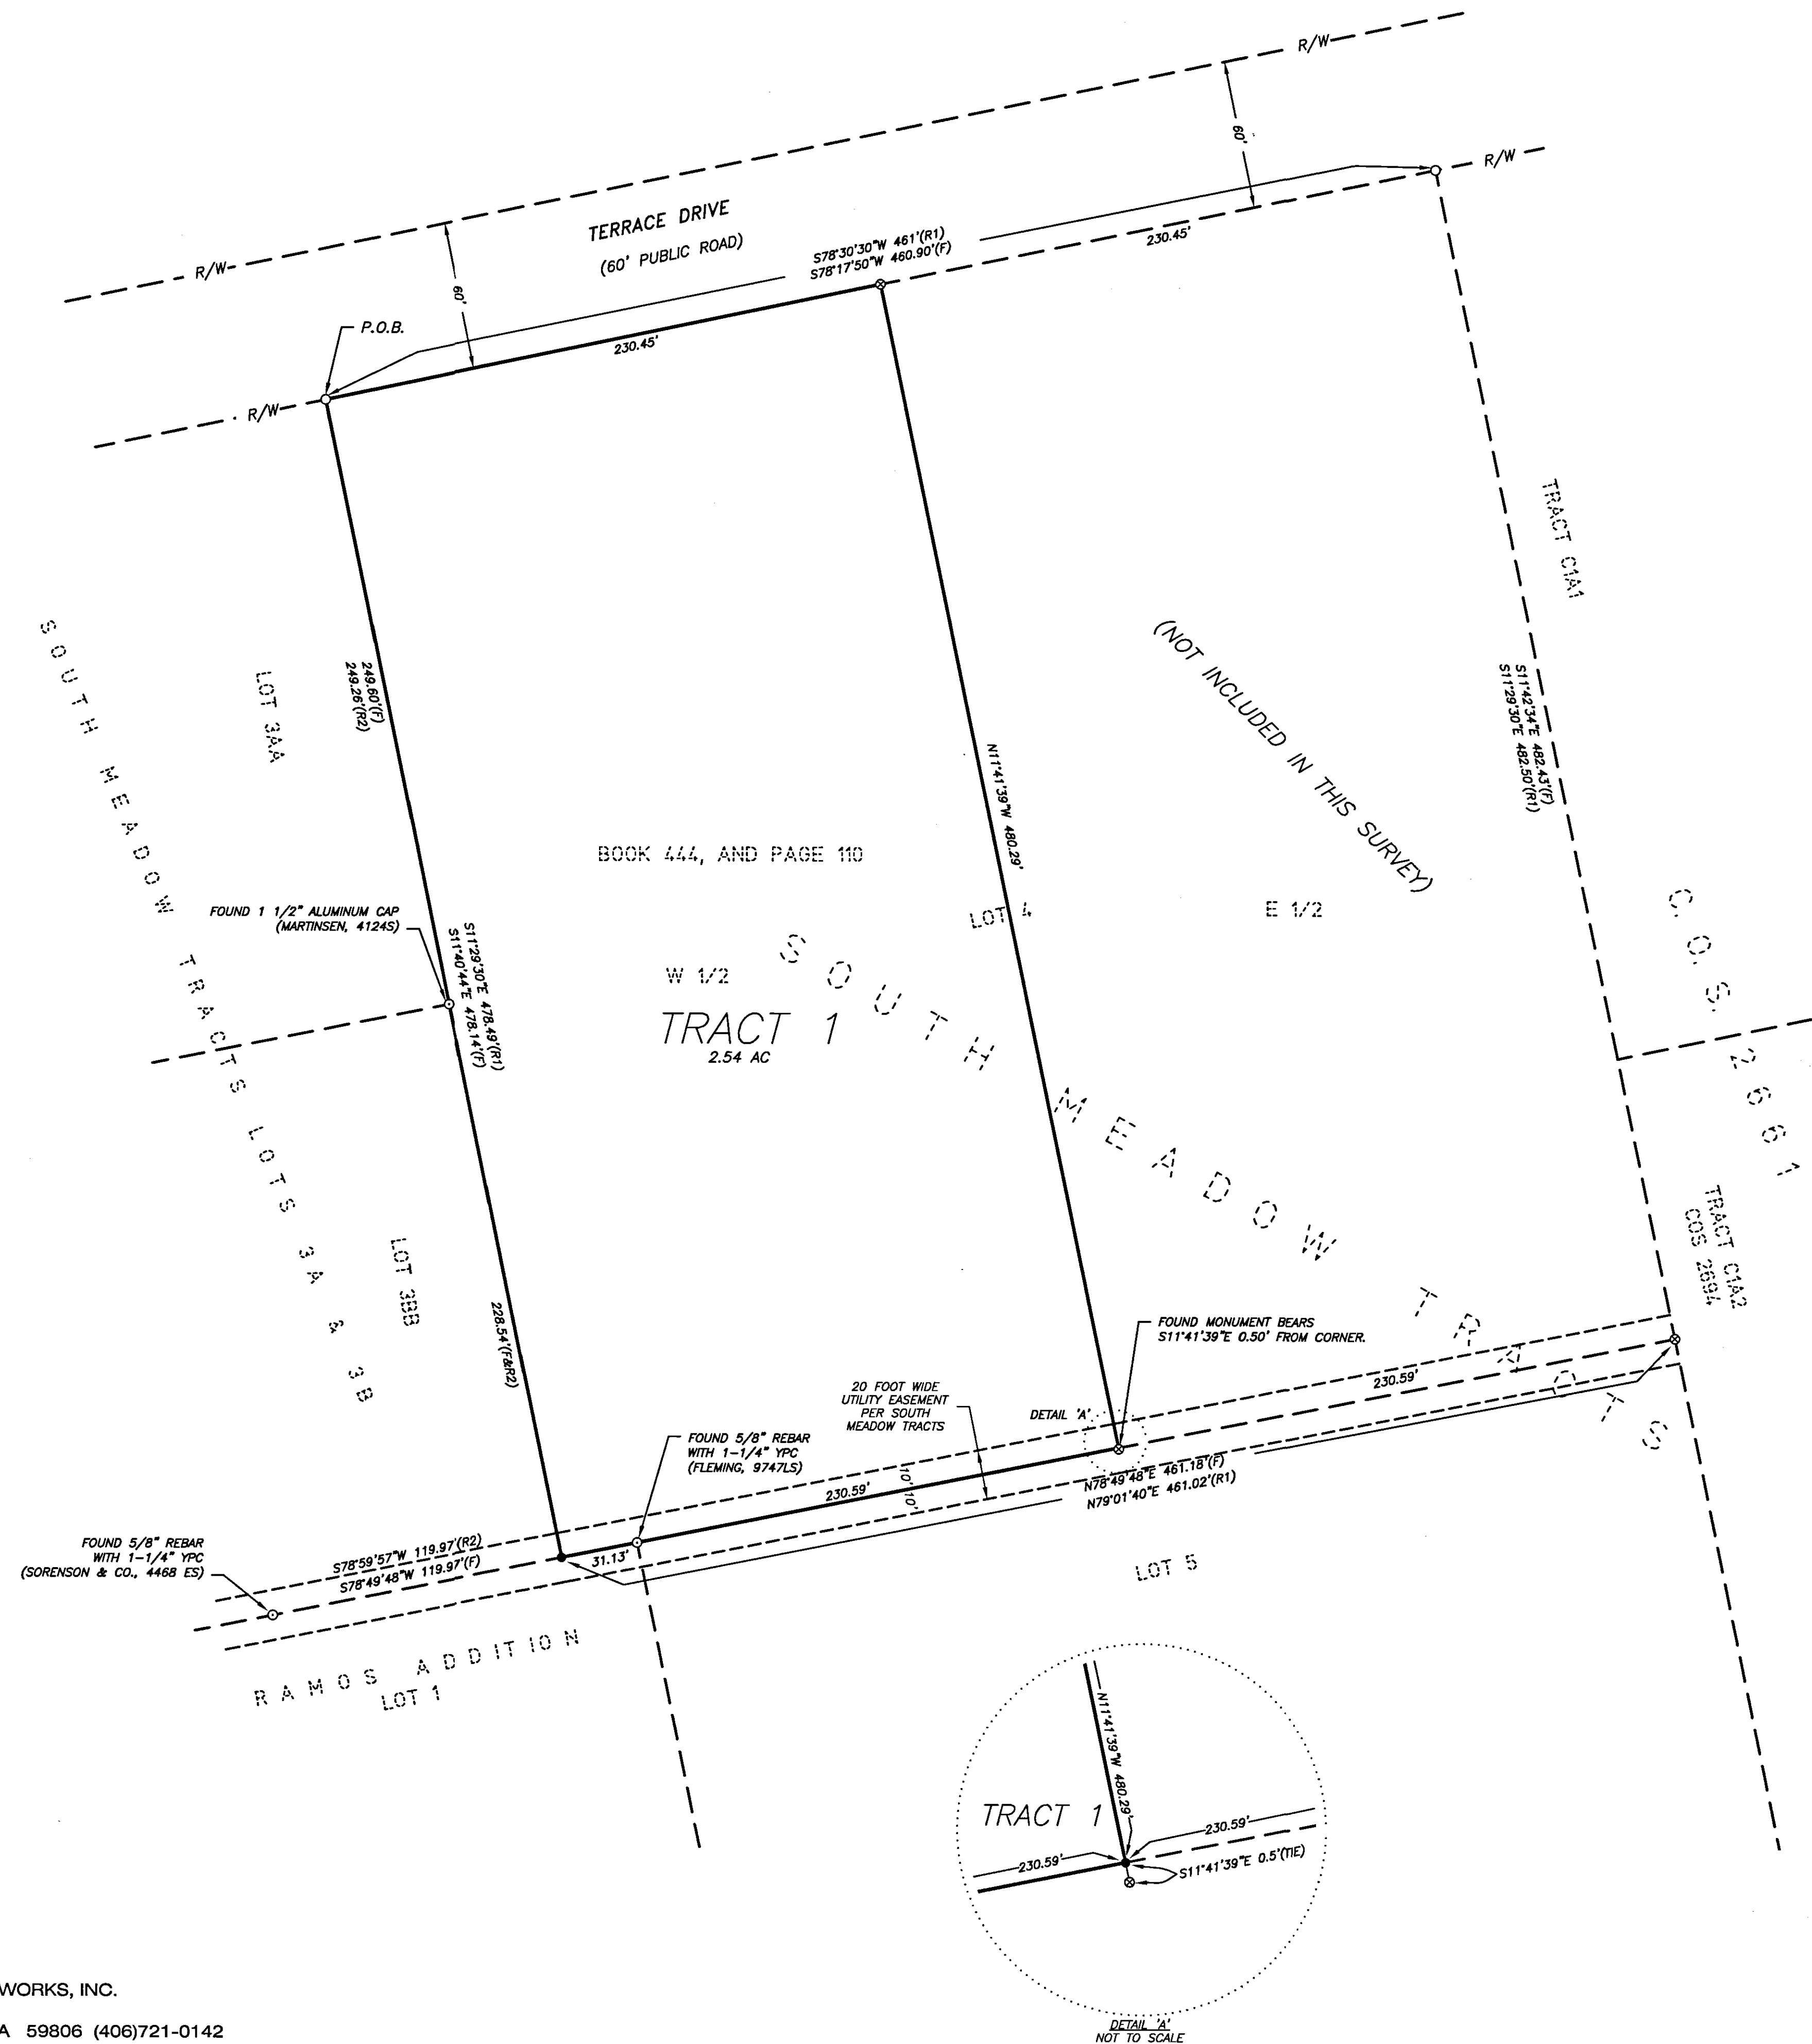 R/W
60'
R/W
TERRACE DRIVE
(60' PUBLIC ROAD)
S78°30'30"W 461'(R1)
S78°17'50"W 460.90'(F)
230.45'
R/W
60'
P.O.B.
230.45'
R/W
TRACT C1A1
(NOT INCLUDED IN THIS SURVEY)
SOUTH MEADOW TRACTS LOTS 3A & 3B
LOT 3AA
249.60'(F)
249.26'(R2)
S11°42'34"E 482.43'(F)
S11°29'30"E 482.50'(R1)
N11°41'39"W 480.29'
BOOK 444, AND PAGE 110
FOUND 1 1/2" ALUMINUM CAP
(MARTINSEN, 4124S)
S11°29'30"E 478.49'(R1)
S11°40'44"E 478.14'(F)
LOT 4
E 1/2
C.O.S. 2661
W 1/2
SOUTH MEADOW TRACTS
TRACT 1
2.54 AC
TRACT C1A2
COS 2694
LOT 3BB
228.54'(F&R2)
FOUND MONUMENT BEARS
S11°41'39"E 0.50' FROM CORNER.
20 FOOT WIDE
UTILITY EASEMENT
PER SOUTH
MEADOW TRACTS
DETAIL 'A'
230.59'
FOUND 5/8" REBAR
WITH 1-1/4" YPC
(FLEMING, 9747LS)
10'
10'
230.59'
N78°49'48"E 461.18'(F)
N79°01'40"E 461.02'(R1)
FOUND 5/8" REBAR
WITH 1-1/4" YPC
(SORENSON & CO., 4468 ES)
S78°59'57"W 119.97'(R2)
S78°49'48"W 119.97'(F)
31.13'
LOT 5
RAMOS ADDITION
LOT 1
N11°41'39"W 480.29'
TRACT 1
230.59'
230.59'
S11°41'39"E 0.5'(TIE)
DETAIL 'A'
NOT TO SCALE
WORKS, INC.
A 59806 (406)721-0142